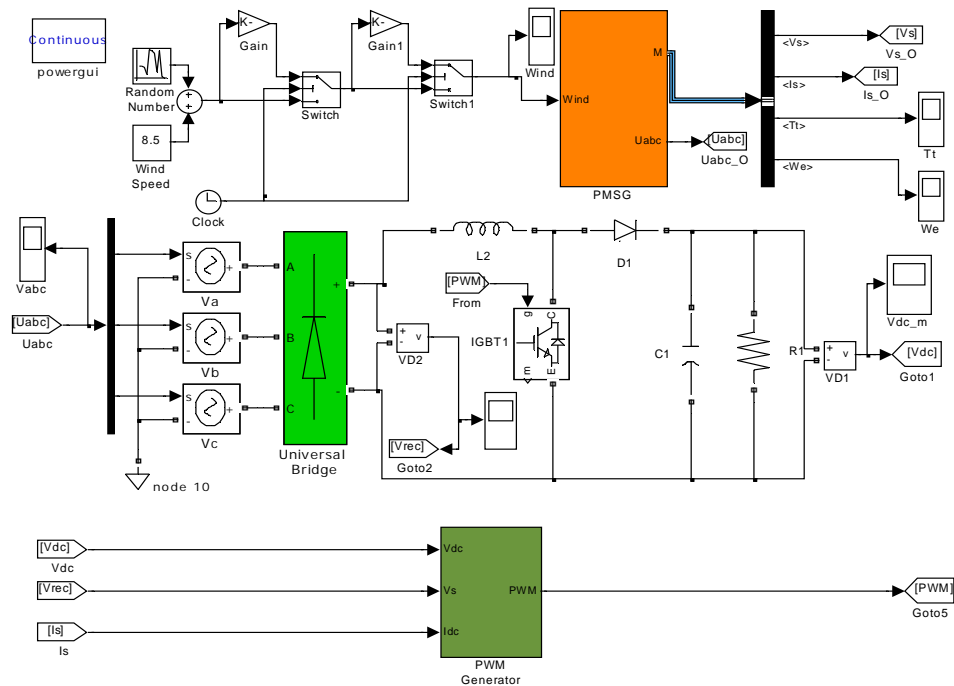 Continuous
powergui
Random
Number
+
+
8.5
Wind
Speed
K-
Gain
K-
Gain1
Switch
Switch1
Clock
Wind
Wind
M
Uabc
PMSG
[Uabc]
Uabc_O
<Vs>
[Vs]
Vs_O
<Is>
[Is]
Is_O
<Tt>
Tt
<We>
We
Vabc
[Uabc]
Uabc
s
-
+
Va
s
-
+
Vb
s
-
+
Vc
node 10
A
B
C
+
-
Universal
Bridge
+
-
v
VD2
[Vrec]
Goto2
L2
[PWM]
From
IGBT1
g
C
m
E
D1
C1
R1
+
-
v
VD1
Vdc_m
[Vdc]
Goto1
[Vdc]
Vdc
[Vrec]
[Is]
Is
Vdc
Vs
Idc
PWM
PWM
Generator
[PWM]
Goto5